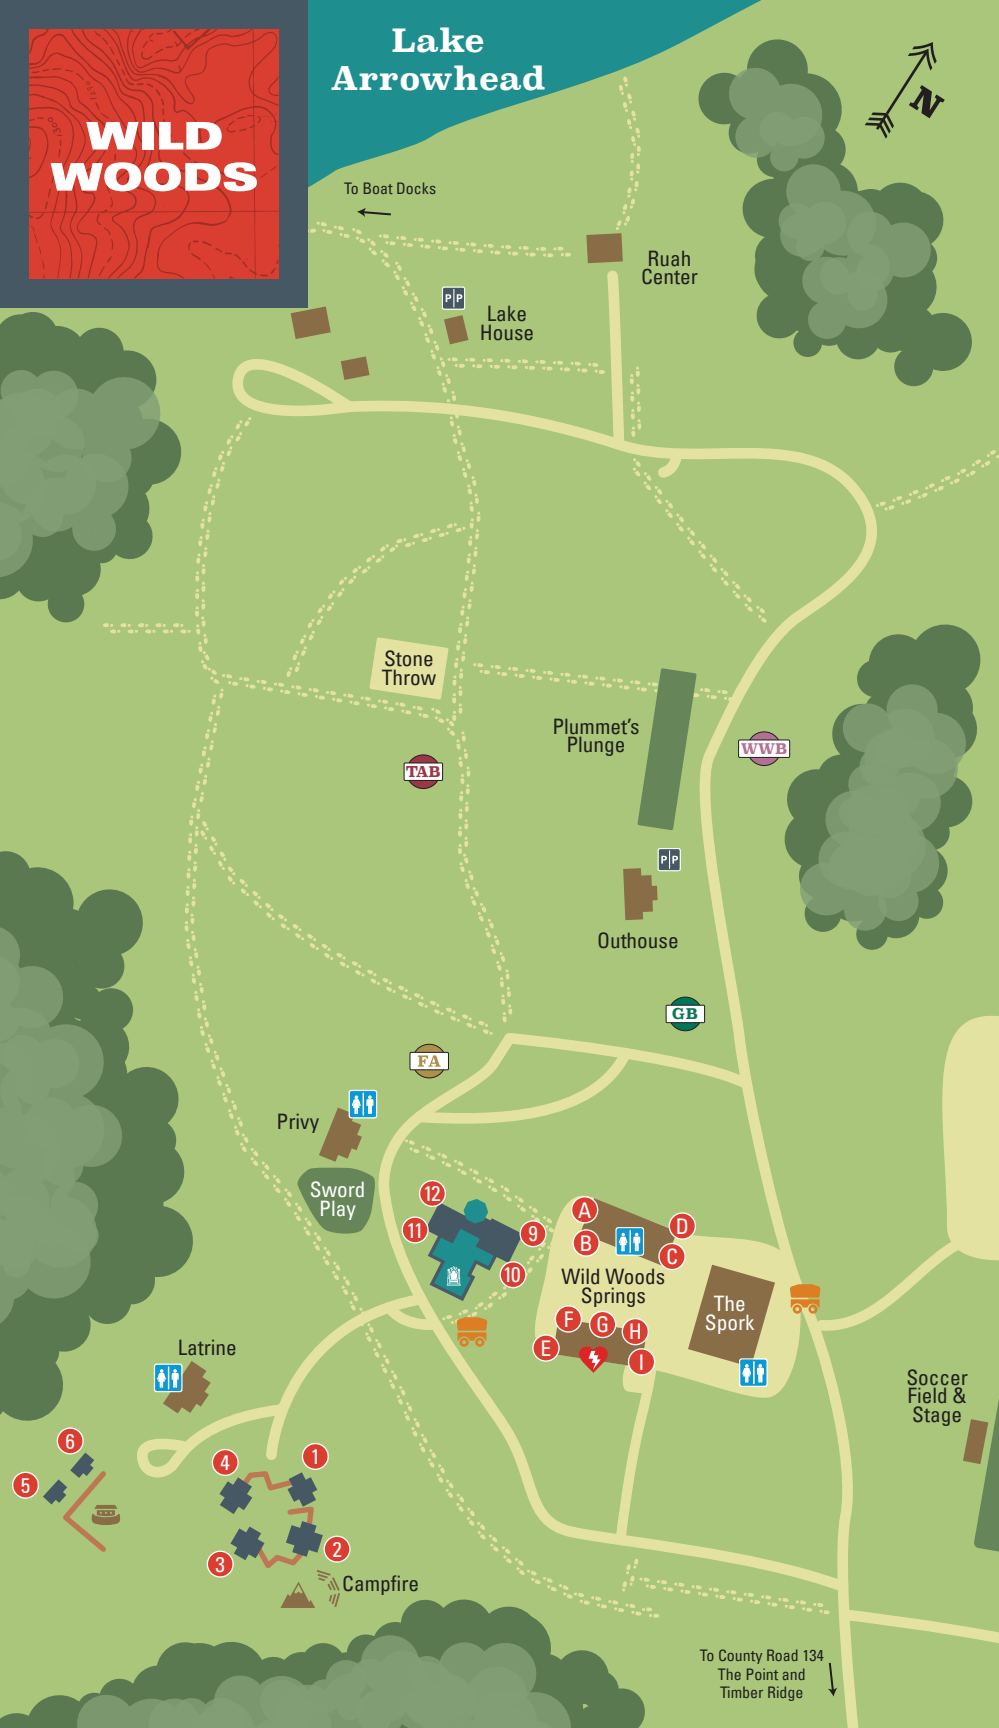 WILD
WOODS
Lake
Arrowhead
N
To Boat Docks
Ruah
Center
P P
Lake
House
Stone
Throw
Plummet's
Plunge
WWB
TAB
P P
Outhouse
GB
FA
Privy
Sword
Play
12
11
9
10
A
B
D
C
Wild Woods
Springs
F
G
H
E
I
The
Spork
Latrine
Soccer
Field &
Stage
6
5
4
1
3
2
Campfire
To County Road 134
The Point and
Timber Ridge